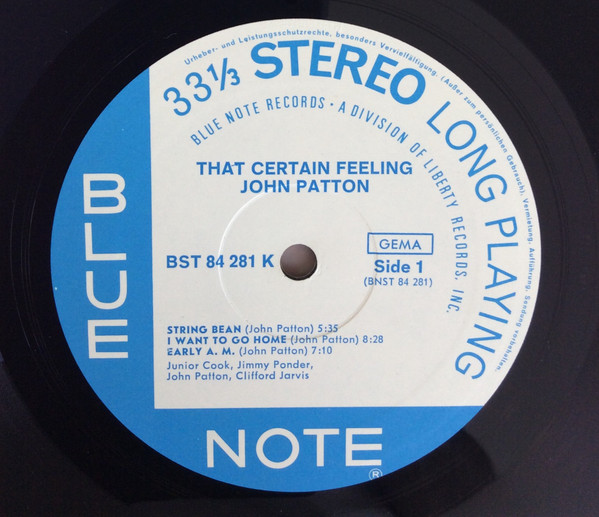 Urheber- und Leistungsschutzrechte, besonders Vervielfältigung, (Außer zum persönlichen Gebrauch), Vermietung, Aufführung, Sendung vorbehalten.
33⅓ STEREO LONG PLAYING
BLUE NOTE RECORDS · A DIVISION OF LIBERTY RECORDS, INC.
THAT CERTAIN FEELING
JOHN PATTON
BLUE
BST 84 281 K
GEMA
Side 1
(BNST 84 281)
STRING BEAN (John Patton) 5:35
I WANT TO GO HOME (John Patton) 8:28
EARLY A. M. (John Patton) 7:10
Junior Cook, Jimmy Ponder,
John Patton, Clifford Jarvis
NOTE ®